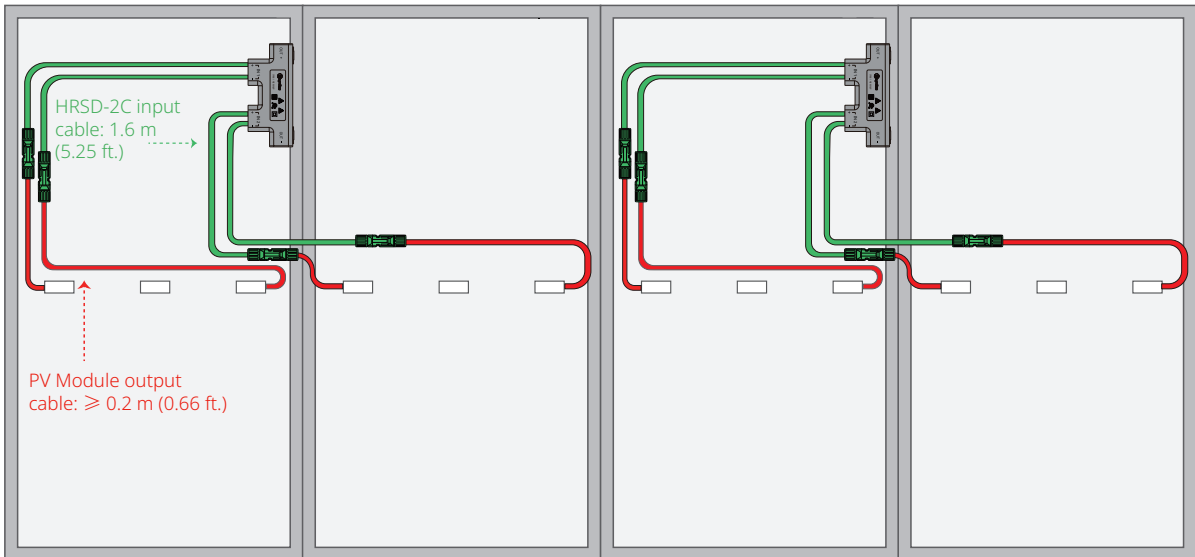 HRSD-2C input
cable: 1.6 m
(5.25 ft.)
PV Module output
cable: ≥ 0.2 m (0.66 ft.)